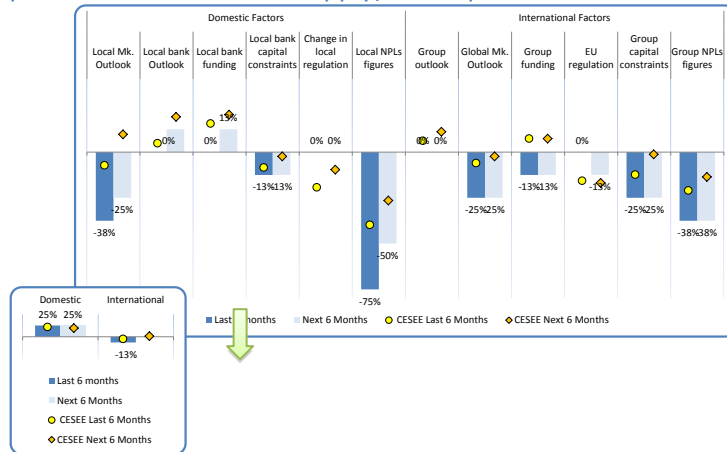 Domestic Factors
International Factors
Local Mk. Outlook
Local bank Outlook
Local bank funding
Local bank capital constraints
Change in local regulation
Local NPLs figures
Group outlook
Global Mk. Outlook
Group funding
EU regulation
Group capital constraints
Group NPLs figures
-38%
-25%
0%
0%
13%
-13%
-13%
0%
0%
-75%
-50%
0%
0%
-25%
-25%
-13%
-13%
0%
-13%
-25%
-25%
-38%
-38%
Next 6 Months
CESEE Last 6 Months
CESEE Next 6 Months
Domestic
International
25%
25%
-13%
Last 6 months
Next 6 Months
CESEE Last 6 Months
CESEE Next 6 Months